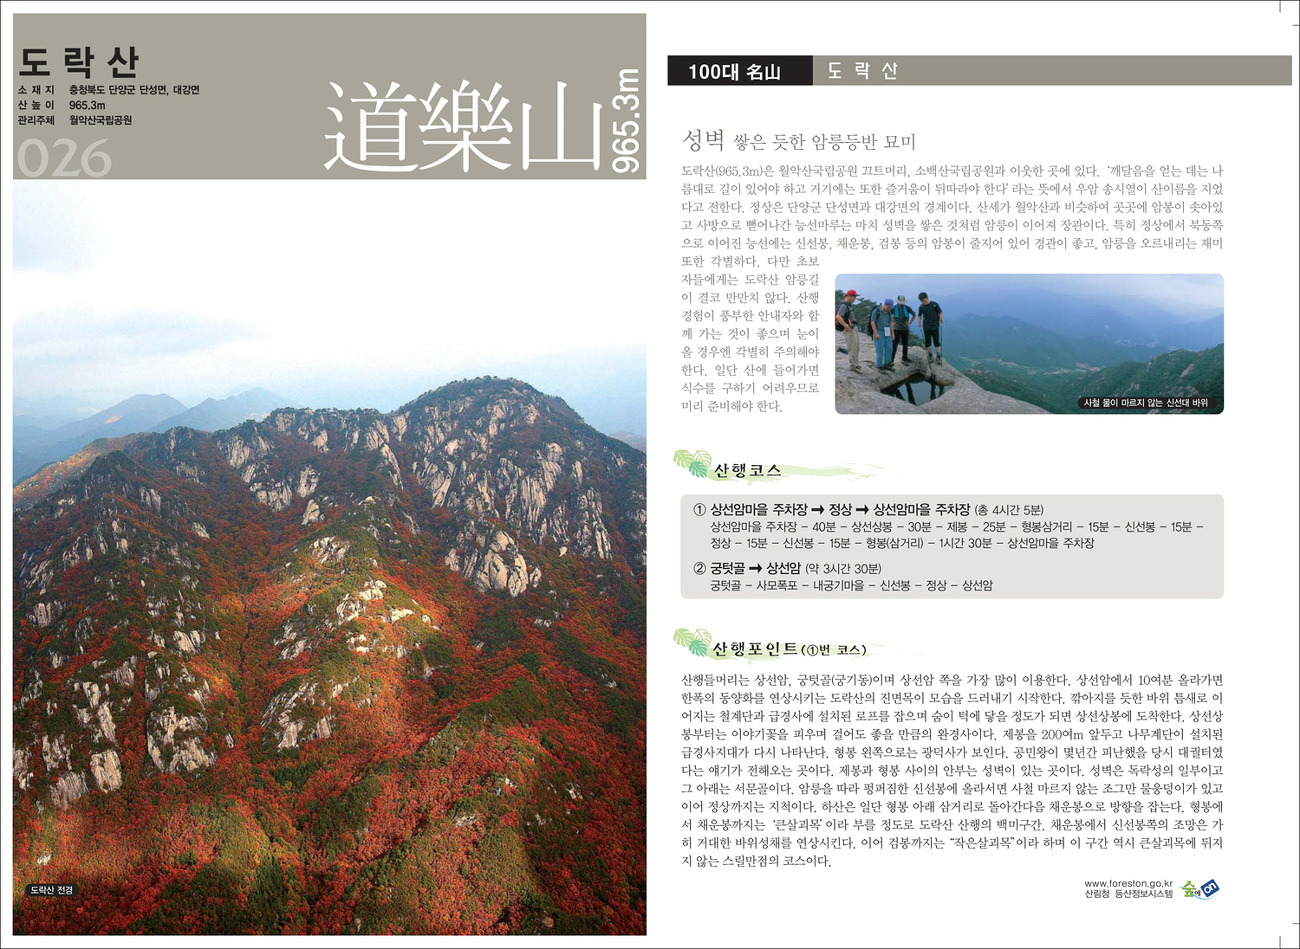 도락산
소 재 지 충청북도 단양군 단성면, 대강면
산 높 이 965.3m
관리주체 월악산국립공원
026
道樂山
965.3m
도락산 전경
100대 名山 도 락 산
성벽 쌓은 듯한 암릉등반 묘미
도락산(965.3m)은 월악산국립공원 끄트머리, 소백산국립공원과 이웃한 곳에 있다. ‘깨달음을 얻는 데는 나
름대로 길이 있어야 하고 거기에는 또한 즐거움이 뒤따라야 한다’ 라는 뜻에서 우암 송시열이 산이름을 지었
다고 전한다. 정상은 단양군 단성면과 대강면의 경계이다. 산세가 월악산과 비슷하여 곳곳에 암봉이 솟아있
고 사방으로 뻗어나간 능선마루는 마치 성벽을 쌓은 것처럼 암릉이 이어져 장관이다. 특히 정상에서 북동쪽
으로 이어진 능선에는 신선봉, 채운봉, 검봉 등의 암봉이 줄지어 있어 경관이 좋고, 암릉을 오르내리는 재미
또한 각별하다. 다만 초보
자들에게는 도락산 암릉길
이 결코 만만치 않다. 산행
경험이 풍부한 안내자와 함
께 가는 것이 좋으며 눈이
올 경우엔 각별히 주의해야
한다. 일단 산에 들어가면
식수를 구하기 어려우므로
미리 준비해야 한다.
사철 물이 마르지 않는 신선대 바위
산행코스
① 상선암마을 주차장 ➞ 정상 ➞ 상선암마을 주차장 (총 4시간 5분)
상선암마을 주차장 - 40분 - 상선상봉 - 30분 - 제봉 - 25분 - 형봉삼거리 - 15분 - 신선봉 - 15분 -
정상 - 15분 - 신선봉 - 15분 - 형봉(삼거리) - 1시간 30분 - 상선암마을 주차장
② 궁텃골 ➞ 상선암 (약 3시간 30분)
궁텃골 - 사모폭포 - 내궁기마을 - 신선봉 - 정상 - 상선암
산행포인트(①번 코스)
산행들머리는 상선암, 궁텃골(궁기동)이며 상선암 쪽을 가장 많이 이용한다. 상선암에서 10여분 올라가면
한폭의 동양화를 연상시키는 도락산의 진면목이 모습을 드러내기 시작한다. 깎아지를 듯한 바위 틈새로 이
어지는 철계단과 급경사에 설치된 로프를 잡으며 숨이 턱에 닿을 정도가 되면 상선상봉에 도착한다. 상선상
봉부터는 이야기꽃을 피우며 걸어도 좋을 만큼의 완경사이다. 제봉을 200여m 앞두고 나무계단이 설치된
급경사지대가 다시 나타난다. 형봉 왼쪽으로는 광덕사가 보인다. 공민왕이 몇년간 피난했을 당시 대궐터였
다는 얘기가 전해오는 곳이다. 제봉과 형봉 사이의 안부는 성벽이 있는 곳이다. 성벽은 독락성의 일부이고
그 아래는 서문골이다. 암릉을 따라 펑퍼짐한 신선봉에 올라서면 사철 마르지 않는 조그만 물웅덩이가 있고
이어 정상까지는 지척이다. 하산은 일단 형봉 아래 삼거리로 돌아간다음 채운봉으로 방향을 잡는다. 형봉에
서 채운봉까지는 ‘큰살괴목’ 이라 부를 정도로 도락산 산행의 백미구간. 채운봉에서 신선봉쪽의 조망은 가
히 거대한 바위성채를 연상시킨다. 이어 검봉까지는 “작은살괴목”이라 하며 이 구간 역시 큰살괴목에 뒤지
지 않는 스릴만점의 코스이다.
www.foreston.go.kr
산림청 등산정보시스템
숲에on